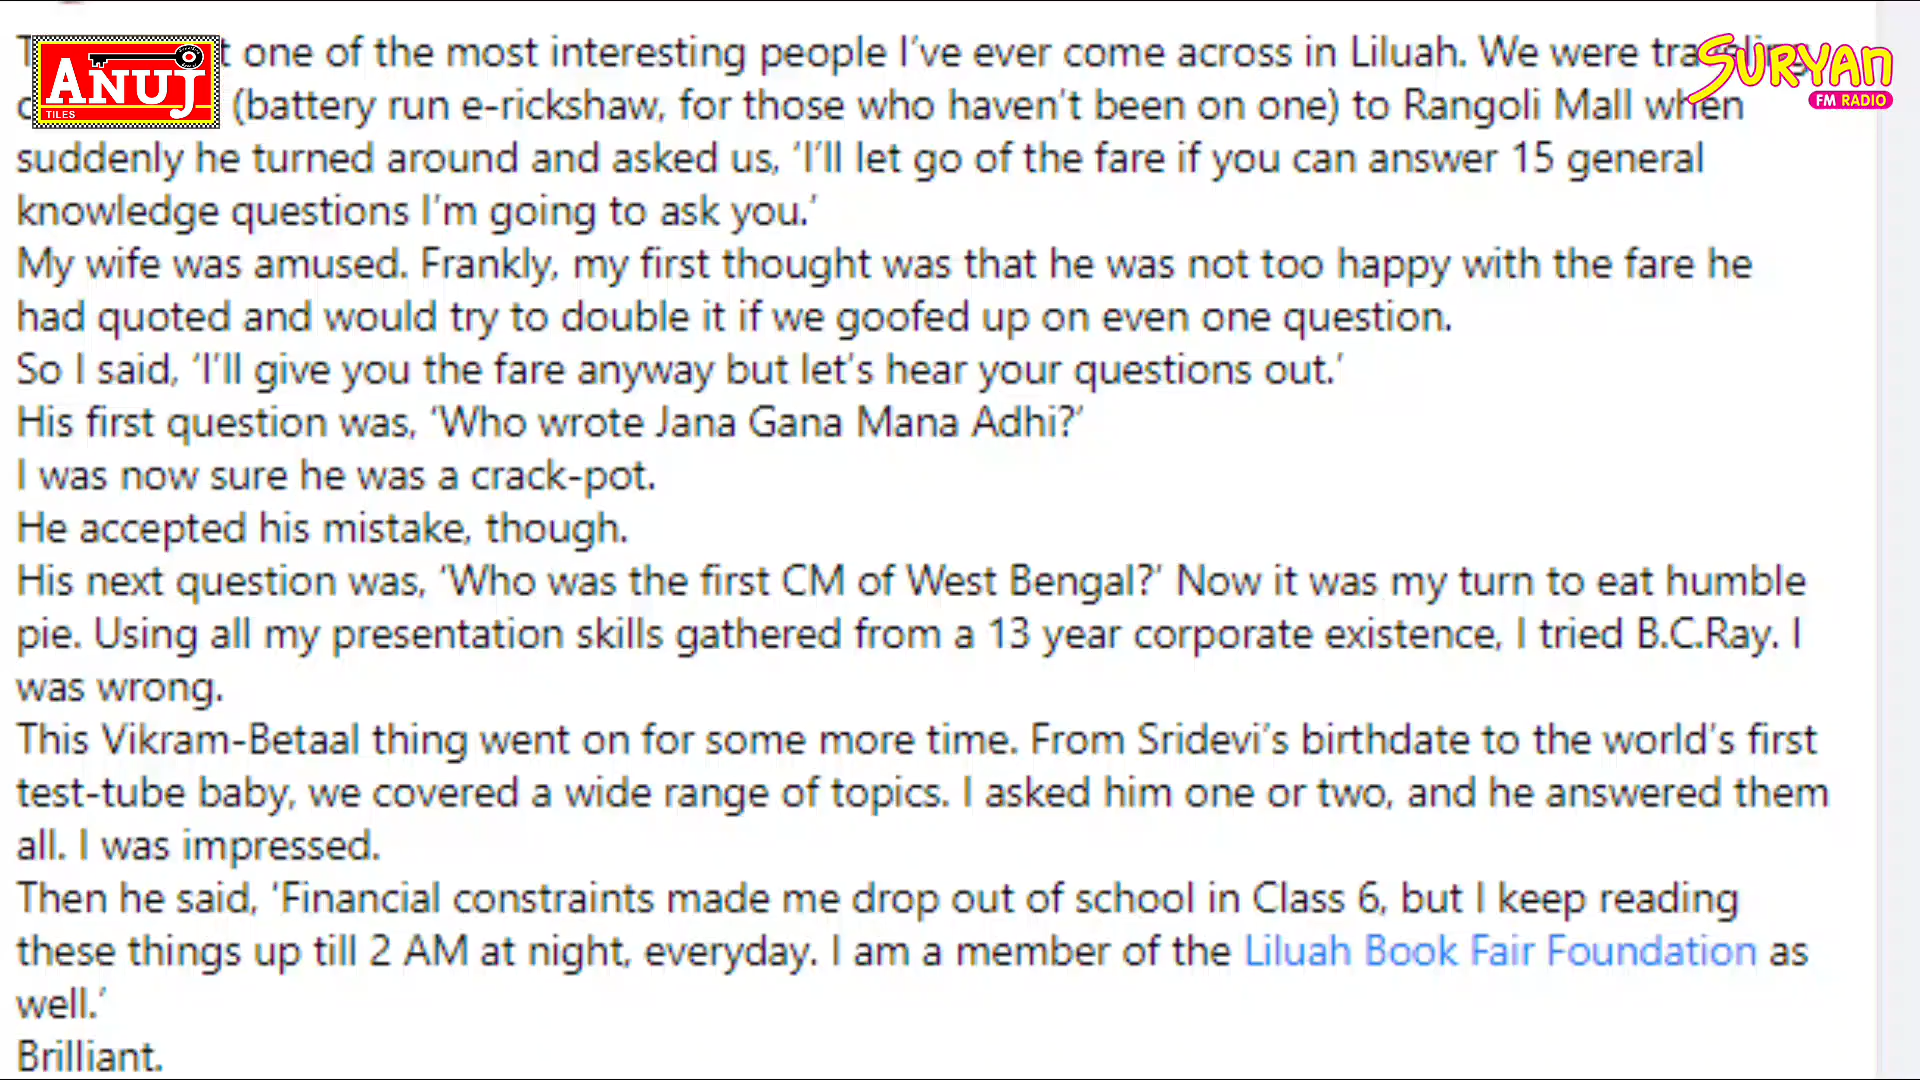 ANUJ
TILES
SURYAN
FM RADIO
one of the most interesting people I've ever come across in Liluah. We were
(battery run e-rickshaw, for those who haven't been on one) to Rangoli Mall when
suddenly he turned around and asked us, 'I'll let go of the fare if you can answer 15 general
knowledge questions I'm going to ask you.'
My wife was amused. Frankly, my first thought was that he was not too happy with the fare he
had quoted and would try to double it if we goofed up on even one question.
So I said, 'I'll give you the fare anyway but let's hear your questions out.'
His first question was, 'Who wrote Jana Gana Mana Adhi?'
I was now sure he was a crack-pot.
He accepted his mistake, though.
His next question was, 'Who was the first CM of West Bengal?' Now it was my turn to eat humble
pie. Using all my presentation skills gathered from a 13 year corporate existence, I tried B.C.Ray. I
was wrong.
This Vikram-Betaal thing went on for some more time. From Sridevi's birthdate to the world's first
test-tube baby, we covered a wide range of topics. I asked him one or two, and he answered them
all. I was impressed.
Then he said, 'Financial constraints made me drop out of school in Class 6, but I keep reading
these things up till 2 AM at night, everyday. I am a member of the Liluah Book Fair Foundation as
well.'
Brilliant.